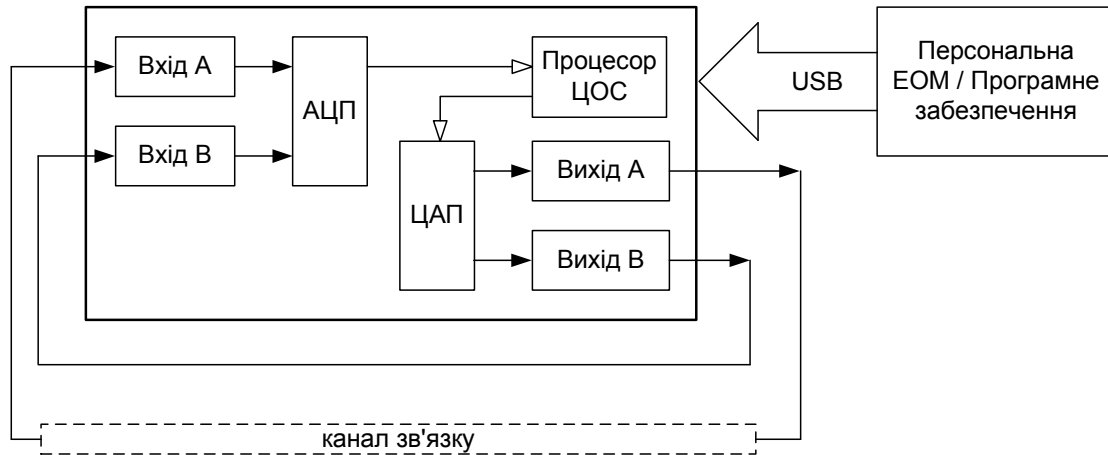 Вхід А
Вхід В
АЦП
Процесор
ЦОС
ЦАП
Вихід А
Вихід В
USB
Персональна
ЕОМ / Програмне
забезпечення
канал зв'язку